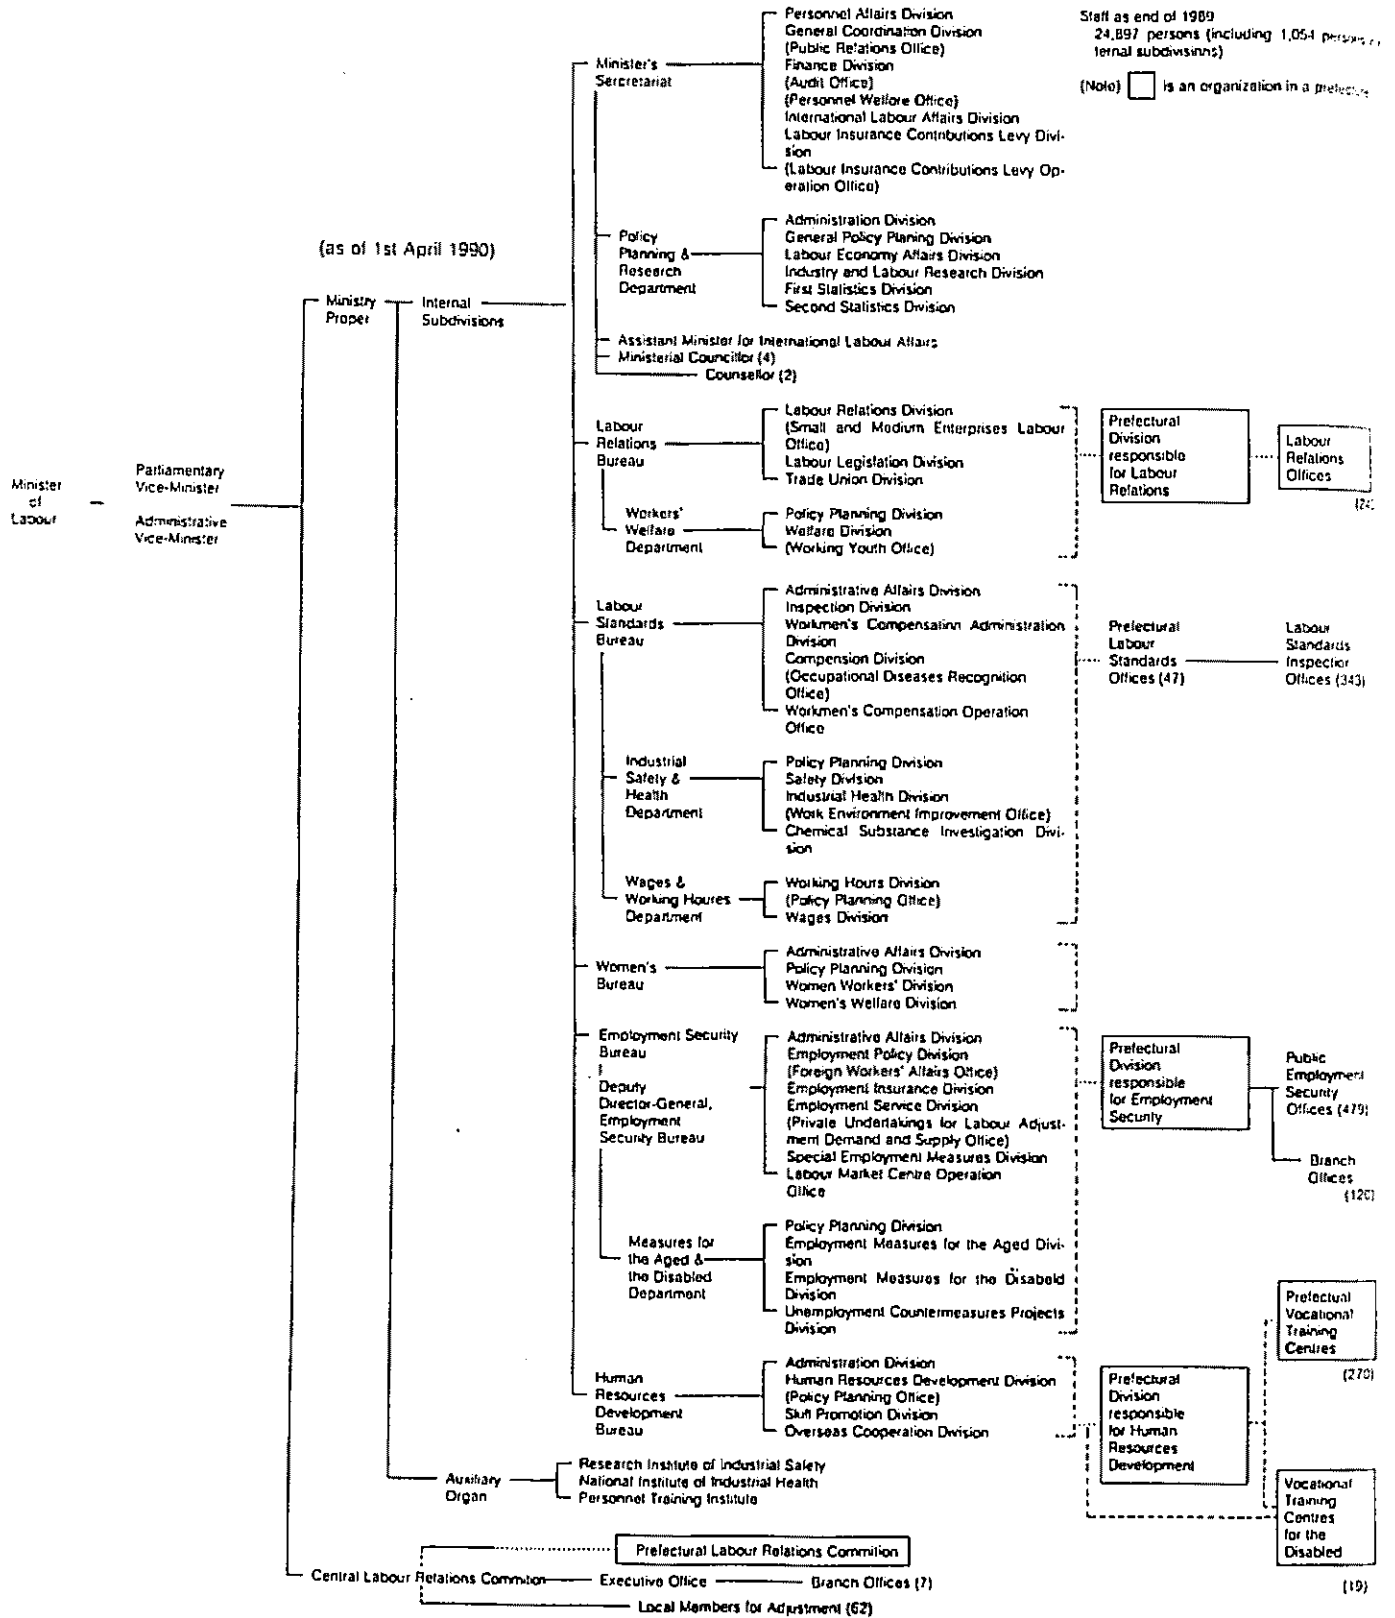 Staff as end of 1989
24,897 persons (including 1,054
ternal subdivisinns)
(Note) is an organization in a
(as of 1st April 1990)
Minister
of
Labour
Parliamentary
Vice-Minister
Administrative
Vice-Minister
Ministry
Proper
Internal
Subdivisions
Minister's
Sercretariat
Personnet Affairs Division
General Coordination Division
(Public Relations Office)
Finance Division
(Audit Office)
(Personnel Welfare Office)
International Labour Affairs Division
Labour Insurance Contributions Levy Divi-
sion
(Labour Insurance Contributions Levy Op-
eration Office)
Policy
Planning &
Research
Department
Administration Division
General Policy Planing Division
Labour Economy Affairs Division
Industry and Labour Research Division
First Statistics Division
Second Statistics Division
Assistant Minister for International Labour Affairs
Ministerial Councillor (4)
Counsellor (2)
Labour
Relations
Bureau
Labour Relations Division
(Small and Medium Enterprises Labour
Office)
Labour Legislation Division
Trade Union Division
Prefectural
Division
responsible
for Labour
Relations
Labour
Relations
Offices
Workers'
Welfare
Department
Policy Planning Division
Welfare Division
(Working Youth Office)
Labour
Standards
Bureau
Administrative Affairs Division
Inspection Division
Workmen's Compensatinn Administration
Division
Compension Division
(Occupational Diseases Recognition
Office)
Workmen's Compensation Operation
Office
Prefectural
Labour
Standards
Offices (47)
Labour
Standards
Inspectior
Offices (343)
Industrial
Safety &
Health
Department
Policy Planning Division
Safety Division
Industrial Health Division
(Work Environment Improvement Office)
Chemical Substance Investigation Divi-
sion
Wages &
Working Houres
Department
Working Hours Division
(Policy Planning Office)
Wages Division
Women's
Bureau
Administrative Affairs Division
Policy Planning Division
Women Workers' Division
Women's Welfare Division
Employment Security
Bureau
Deputy
Director-General,
Employment
Security Bureau
Administrative Affairs Division
Employment Policy Division
(Foreign Workers' Affairs Office)
Employment Insurance Division
Employment Service Division
(Private Undertakings for Labour Adjust-
ment Demand and Supply Office)
Special Employment Measures Division
Labour Market Centre Operation
Office
Prefectural
Division
responsible
for Employment
Security
Public
Employment
Security
Offices (479)
Branch
Offices
(120)
Measures for
the Aged &
the Disabled
Department
Policy Planning Division
Employment Measures for the Aged Divi-
sion
Employment Measures for the Disabeld
Division
Unemployment Countermeasures Projects
Division
Human
Resources
Development
Bureau
Administration Division
Human Resources Development Division
(Policy Planning Office)
Promotion Division
Overseas Cooperation Division
Prefectural
Division
responsible
for Human
Resources
Development
Prefectual
Vocational
Training
Centres
(270)
Vocational
Training
Centres
for the
Disabled
(19)
Auxiliary
Organ
Research Institute of Industrial Safety
National Institute of Industrial Health
Personnel Training Institute
Prefectural Labour Relations Commition
Central Labour Relations Commition
Executive Office
Branch Offices (7)
Local Members for Adjustment (62)